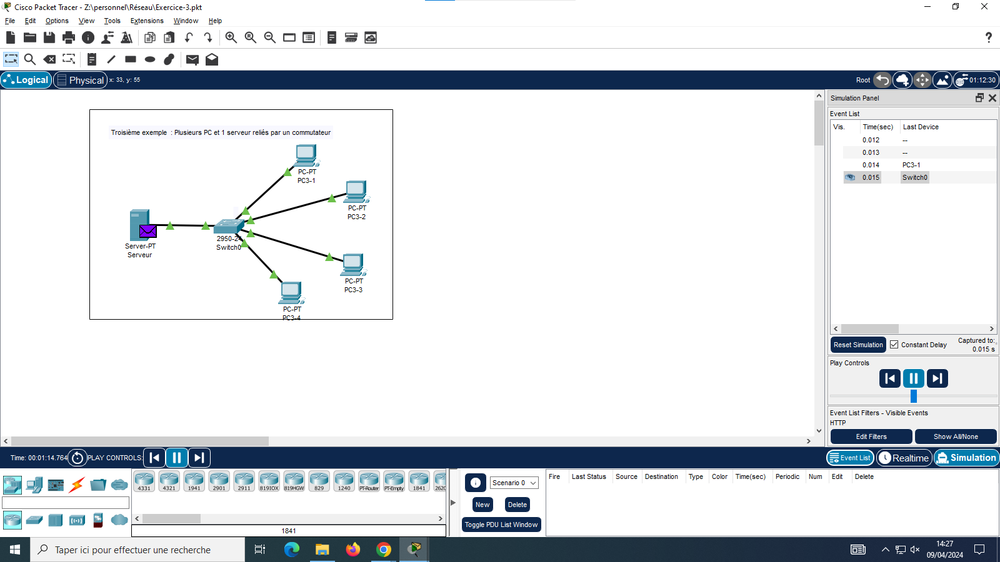 Cisco Packet Tracer - Z:\personnel\Réseau\Exercice-3.pkt
File Edit Options View Tools Extensions Window Help
?
Logical Physical x: 33, y: 55 Root 01:12:30
Troisième exemple : Plusieurs PC et 1 serveur reliés par un commutateur
PC-PT
PC3-1
PC-PT
PC3-2
2950-24
Switch0
Server-PT
Serveur
PC-PT
PC3-3
PC-PT
PC3-4
Simulation Panel
Event List
Vis. Time(sec) Last Device
0.012 --
0.013 --
0.014 PC3-1
0.015 Switch0
Reset Simulation Constant Delay Captured to:
0.015 s
Play Controls
Event List Filters - Visible Events
HTTP
Edit Filters Show All/None
Time: 00:01:14.764 PLAY CONTROLS: Event List Realtime Simulation
4331 4321 1941 2901 2911 819IOX 819HGW 829 1240 PT-Router PT-Empty 1841 2620
1841
Scenario 0
New Delete
Toggle PDU List Window
Fire Last Status Source Destination Type Color Time(sec) Periodic Num Edit Delete
Taper ici pour effectuer une recherche
14:27
09/04/2024